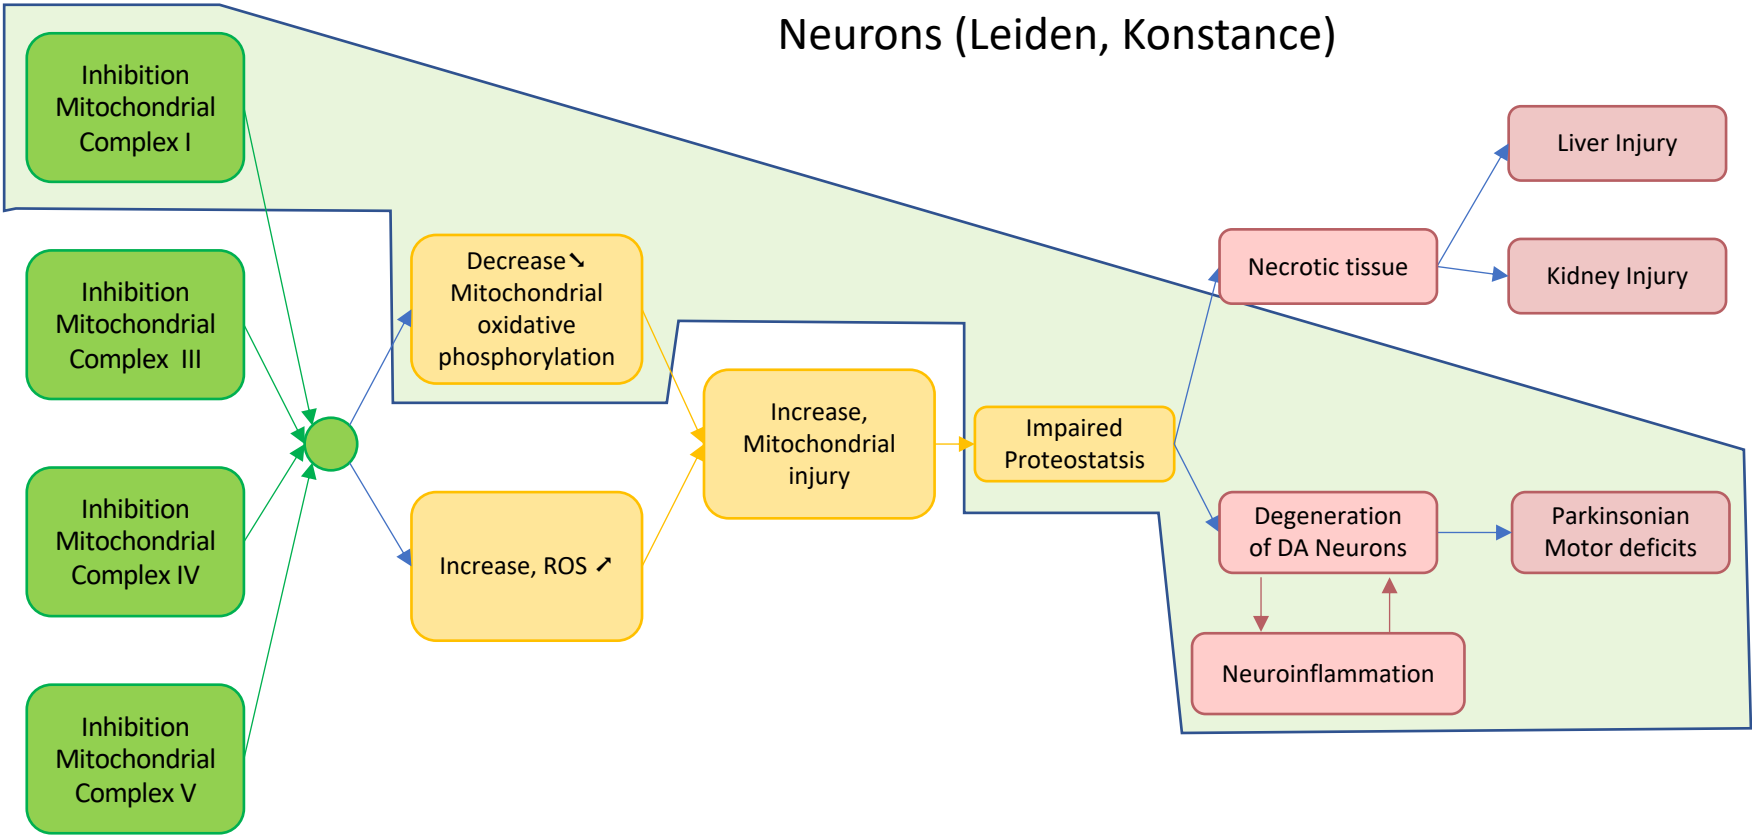 Neurons (Leiden, Konstance)
Inhibition
Mitochondrial
Complex I
Inhibition
Mitochondrial
Complex  III
Inhibition
Mitochondrial
Complex IV
Inhibition
Mitochondrial
Complex V
Decrease➘
Mitochondrial
oxidative
phosphorylation
Increase, ROS ➚
Increase,
Mitochondrial
injury
Impaired
Proteostatsis
Necrotic tissue
Liver Injury
Kidney Injury
Degeneration
of DA Neurons
Parkinsonian
Motor deficits
Neuroinflammation